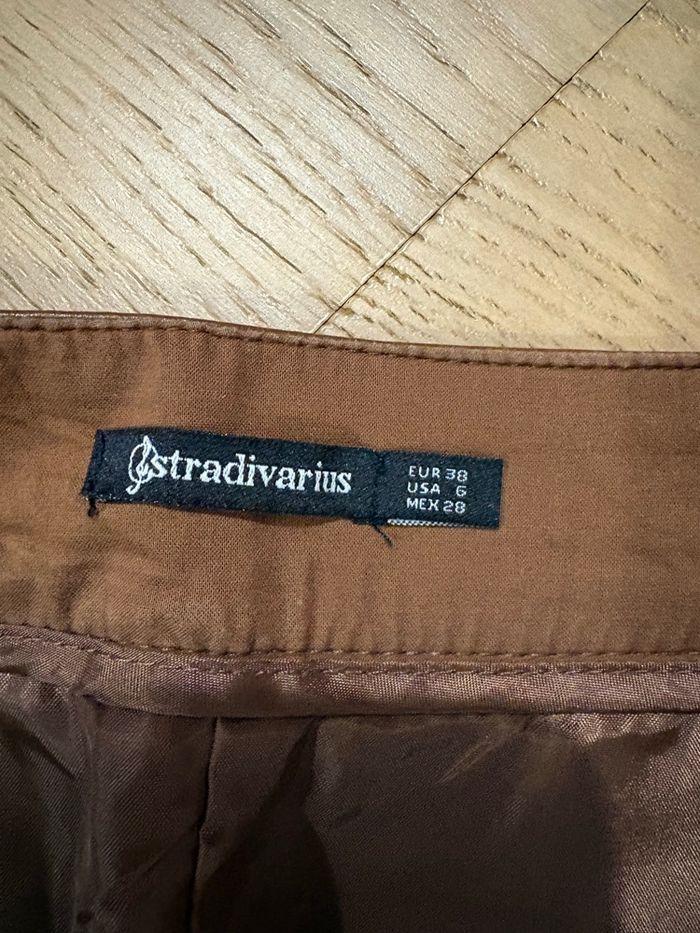 stradivarius
EUR 38
USA 6
MEX 28